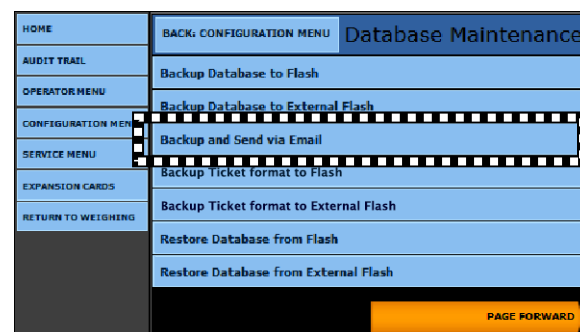 HOME
BACK: CONFIGURATION MENU
Database Maintenance
AUDIT TRAIL
Backup Database to Flash
OPERATOR MENU
Backup Database to External Flash
CONFIGURATION MEN
Backup and Send via Email
SERVICE MENU
Backup Ticket format to Flash
EXPANSION CARDS
Backup Ticket format to External Flash
RETURN TO WEIGHING
Restore Database from Flash
Restore Database from External Flash
PAGE FORWARD